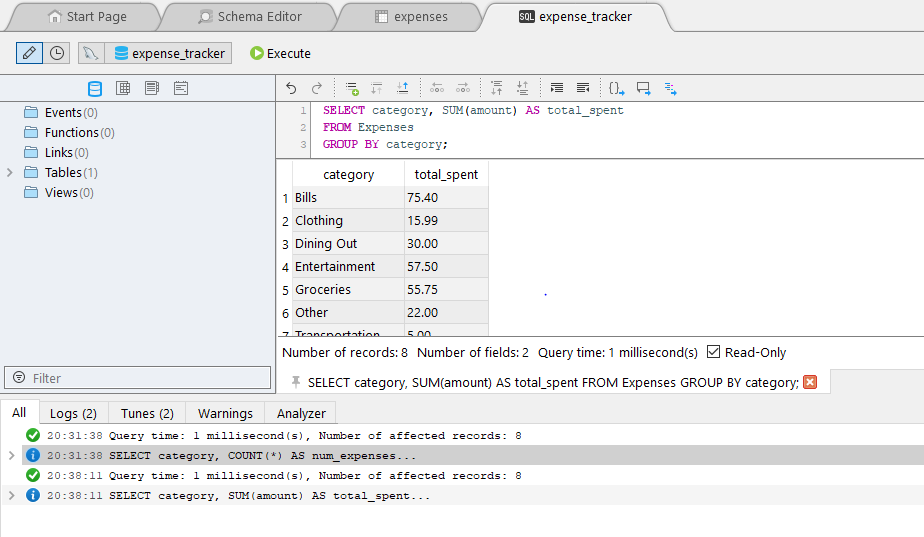 Start Page
Schema Editor
expenses
SQL expense_tracker
expense_tracker
Execute
Events(0)
Functions(0)
Links(0)
Tables(1)
Views(0)
Filter
1 SELECT category, SUM(amount) AS total_spent
2 FROM Expenses
3 GROUP BY category;
category total_spent
1 Bills 75.40
2 Clothing 15.99
3 Dining Out 30.00
4 Entertainment 57.50
5 Groceries 55.75
6 Other 22.00
7 Transportation 5.00
Number of records: 8 Number of fields: 2 Query time: 1 millisecond(s) Read-Only
SELECT category, SUM(amount) AS total_spent FROM Expenses GROUP BY category;
All Logs (2) Tunes (2) Warnings Analyzer
20:31:38 Query time: 1 millisecond(s), Number of affected records: 8
20:31:38 SELECT category, COUNT(*) AS num_expenses...
20:38:11 Query time: 1 millisecond(s), Number of affected records: 8
20:38:11 SELECT category, SUM(amount) AS total_spent...